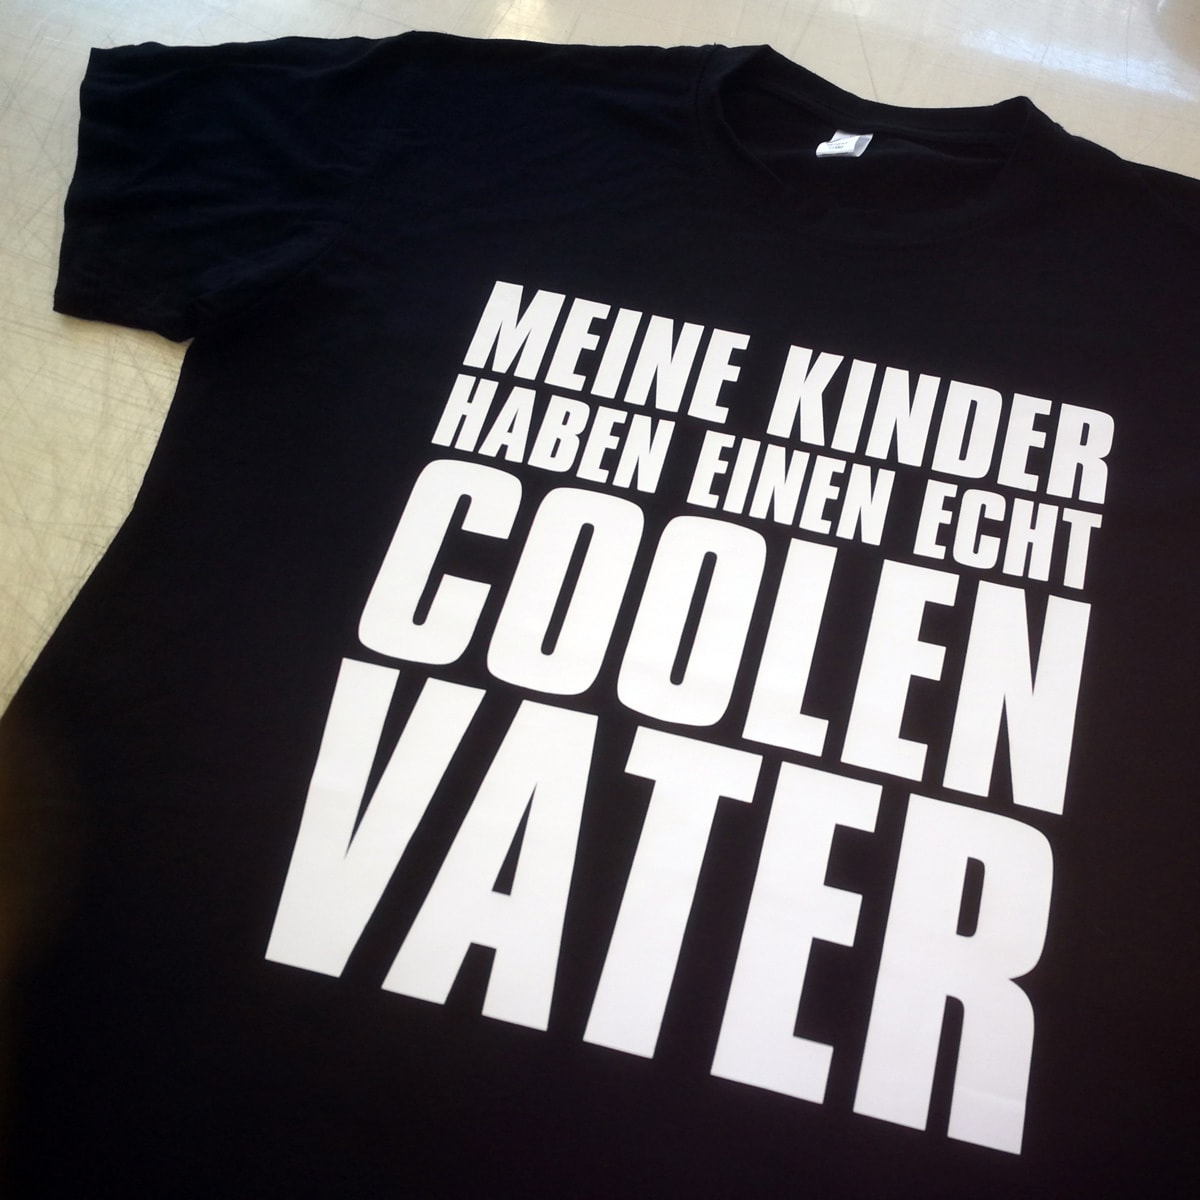 MEINE KINDER
HABEN EINEN ECHT
COOLEN
VATER